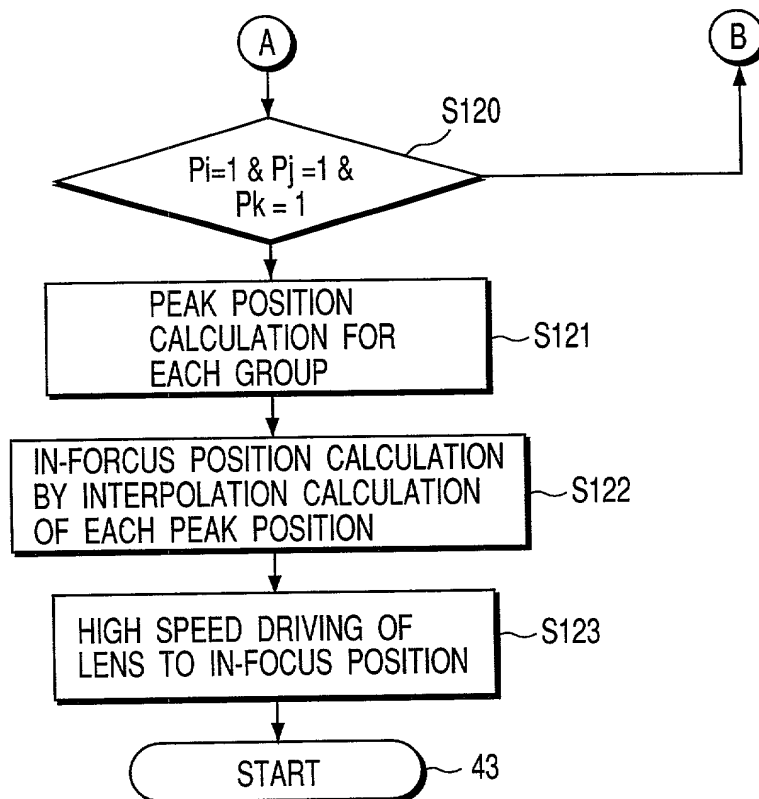 A
B
S120
Pi=1 & Pj =1 &
Pk = 1
PEAK POSITION
CALCULATION FOR
EACH GROUP
S121
IN-FORCUS POSITION CALCULATION
BY INTERPOLATION CALCULATION
OF EACH PEAK POSITION
S122
HIGH SPEED DRIVING OF
LENS TO IN-FOCUS POSITION
S123
START
43